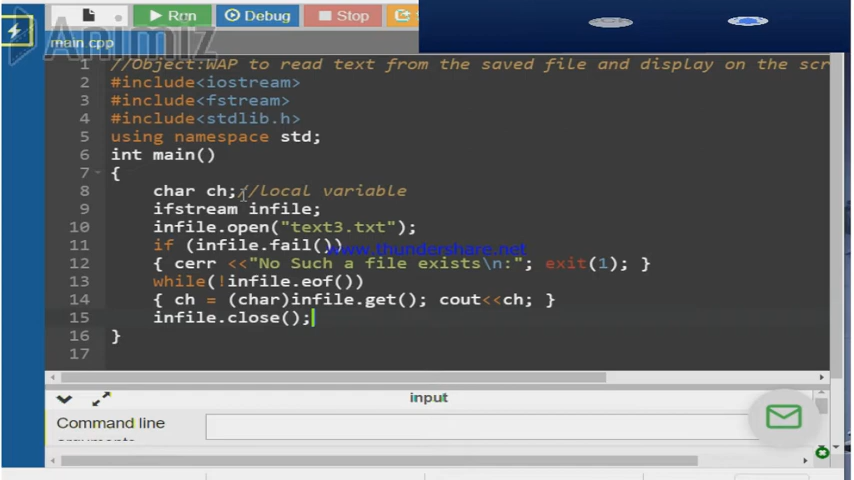 Run Debug Stop
Animiz
main.cpp
1 //Object:WAP to read text from the saved file and display on the scr
2 #include<iostream>
3 #include<fstream>
4 #include<stdlib.h>
5 using namespace std;
6 int main()
7 {
8 char ch;//local variable
9 ifstream infile;
10 infile.open("text3.txt");
11 if (infile.fail())
www.thundershare.net
12 { cerr <<"No Such a file exists\n:"; exit(1); }
13 while(!infile.eof())
14 { ch = (char)infile.get(); cout<<ch; }
15 infile.close();
16 }
17
input
Command line
arguments